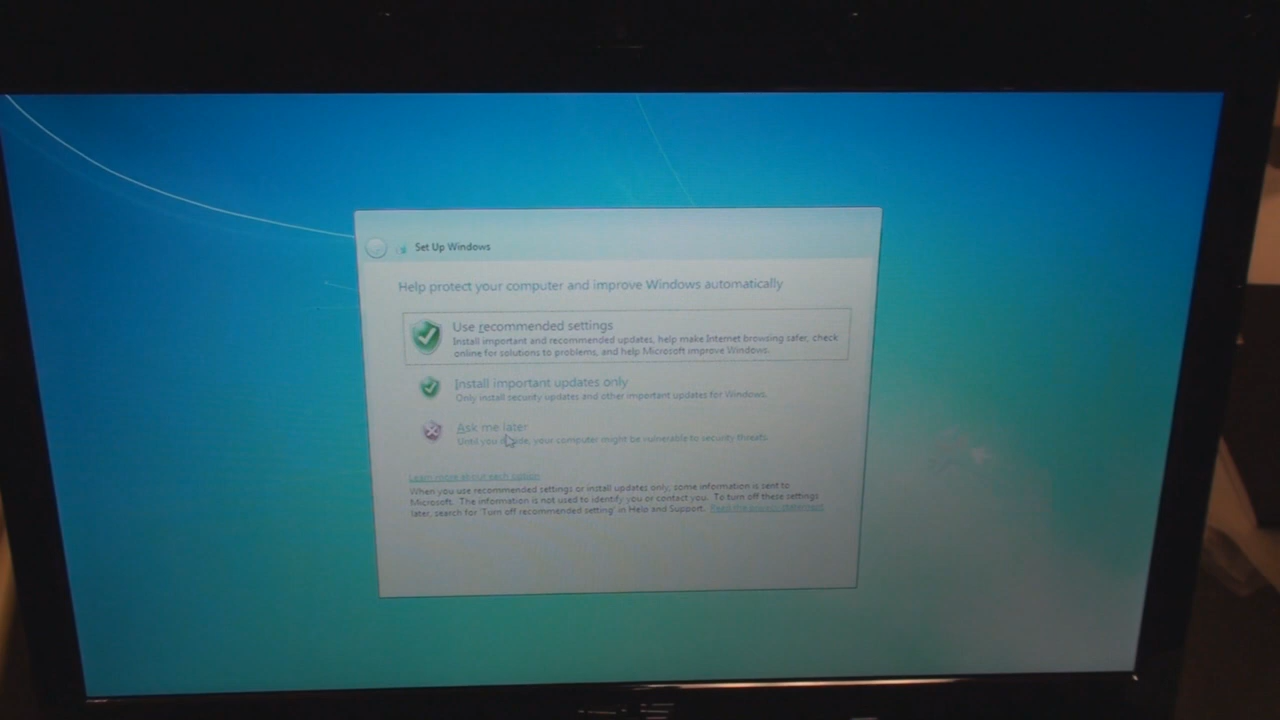 Set Up Windows
Help protect your computer and improve Windows automatically
Use recommended settings
Install important and recommended updates, help make Internet browsing safer, check
online for solutions to problems, and help Microsoft improve Windows.
Install important updates only
Only install security updates and other important updates for Windows.
Ask me later
Until you decide, your computer might be vulnerable to security threats.
Learn more about each option
When you use recommended settings or install updates only, some information is sent to
Microsoft. The information is not used to identify you or contact you. To turn off these settings
later, search for 'Turn off recommended setting' in Help and Support. Read the privacy statement